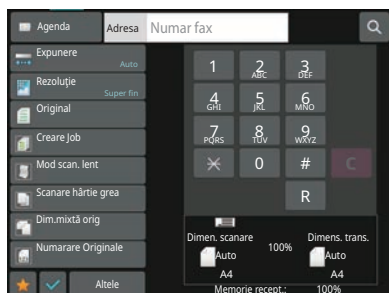 Agenda
Adresa
Numar fax
Expunere
Auto
Rezoluție
Super fin
Original
Creare Job
Mod scan. lent
Scanare hârtie grea
Dim.mixtă orig
Numarare Originale
Altele
1 2 3
ABC DEF
4 5 6
GHI JKL MNO
7 8 9
PQRS TUV WXYZ
0 # C
R
Dimen. scanare
100%
Dimens. trans.
Auto
Auto
A4
A4
Memorie recept.: 100%